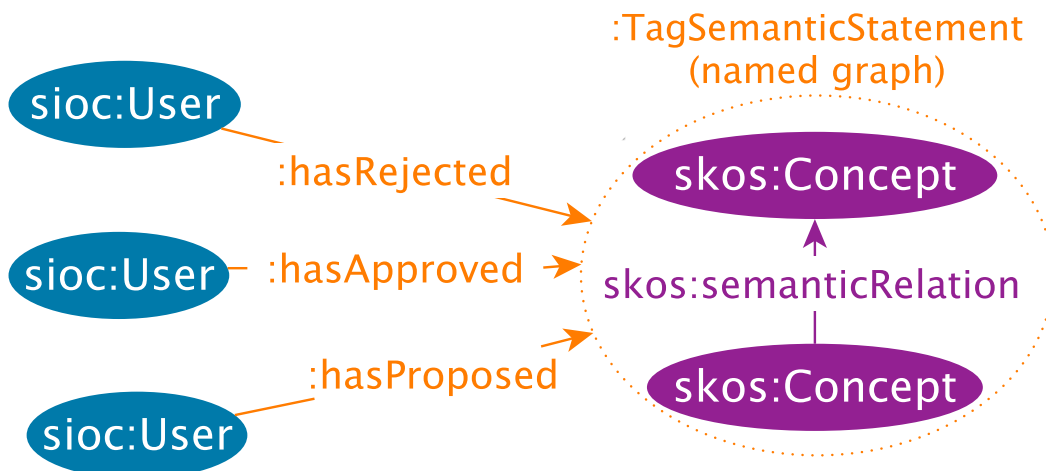 :TagSemanticStatement
(named graph)
sioc:User
:hasRejected
skos:Concept
sioc:User
:hasApproved
skos:semanticRelation
:hasProposed
skos:Concept
sioc:User